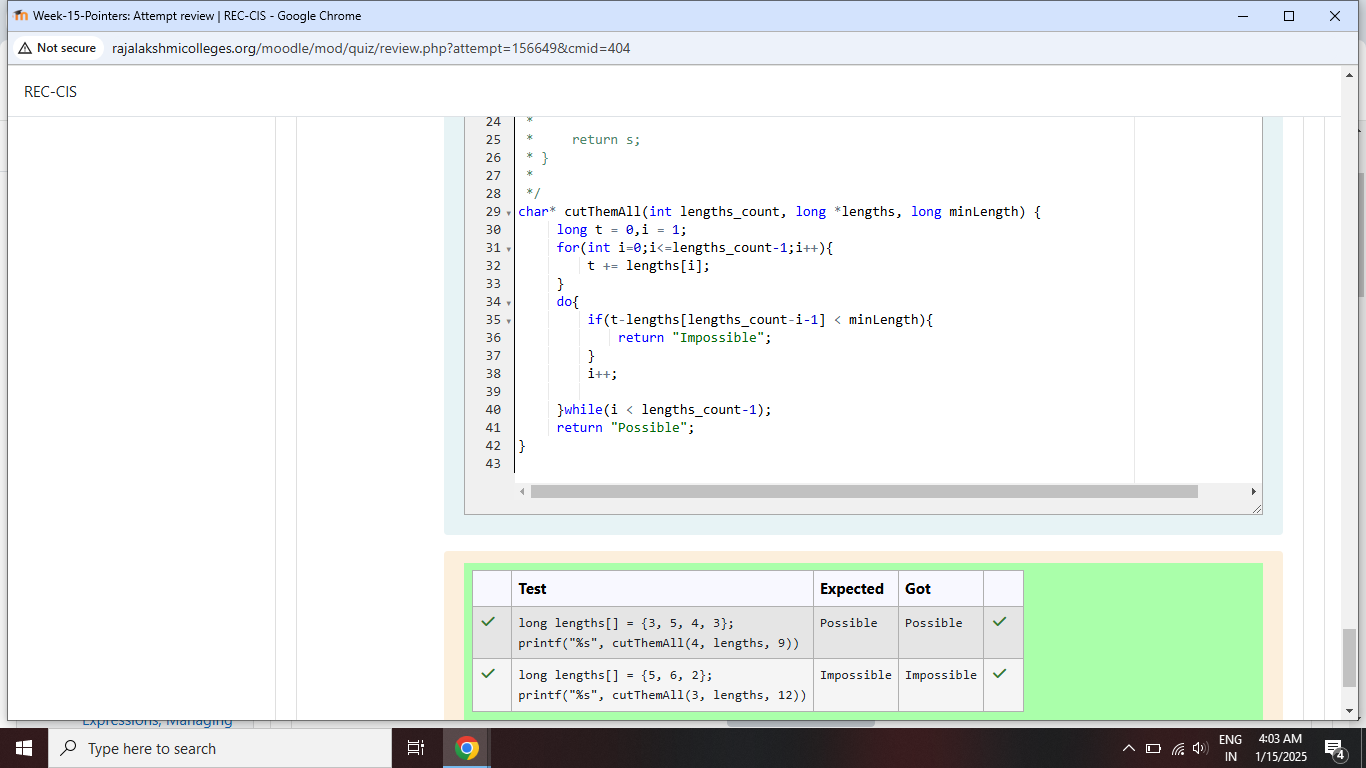 Week-15-Pointers: Attempt review | REC-CIS - Google Chrome
Not secure rajalakshmicolleges.org/moodle/mod/quiz/review.php?attempt=156649&cmid=404
REC-CIS
24 *
25 *     return s;
26 * }
27 *
28 */
29 char* cutThemAll(int lengths_count, long *lengths, long minLength) {
30     long t = 0,i = 1;
31     for(int i=0;i<=lengths_count-1;i++){
32         t += lengths[i];
33     }
34     do{
35         if(t-lengths[lengths_count-i-1] < minLength){
36             return "Impossible";
37         }
38         i++;
39
40     }while(i < lengths_count-1);
41     return "Possible";
42 }
43
Test Expected Got
long lengths[] = {3, 5, 4, 3};
printf("%s", cutThemAll(4, lengths, 9))
Possible Possible
long lengths[] = {5, 6, 2};
printf("%s", cutThemAll(3, lengths, 12))
Impossible Impossible
Expressions, Managing
Type here to search
ENG
IN
4:03 AM
1/15/2025
4